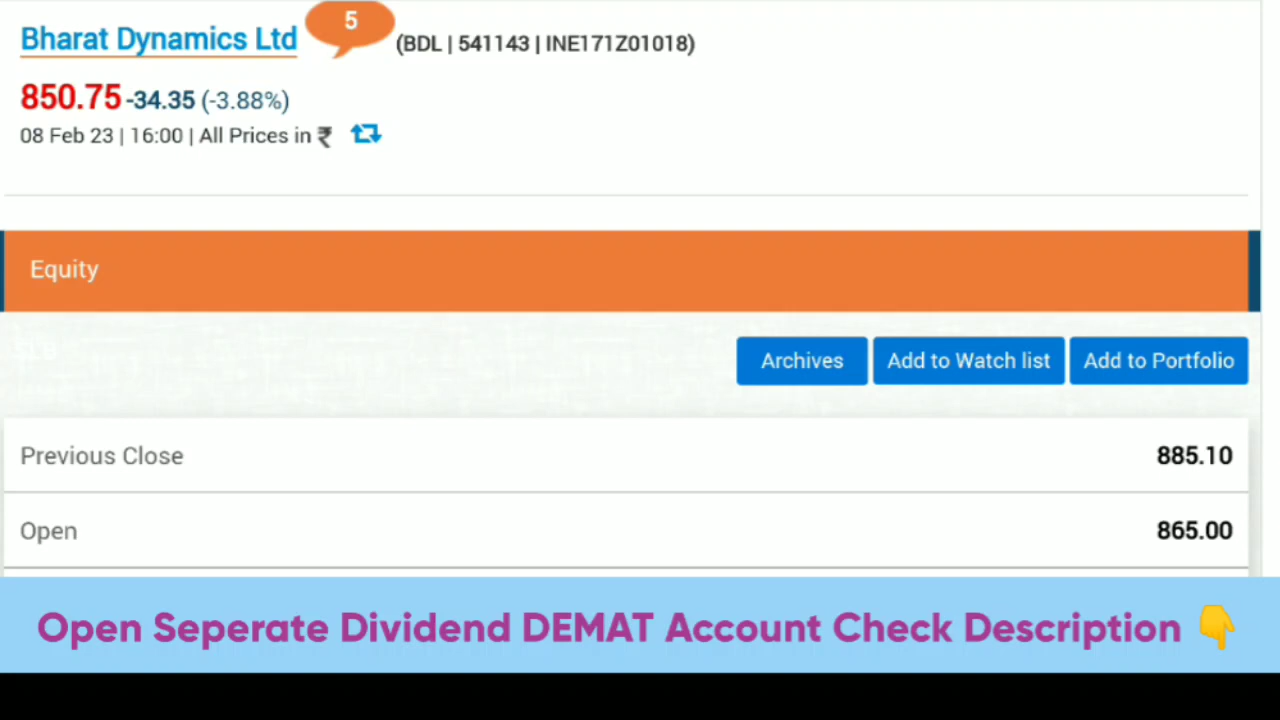 Bharat Dynamics Ltd 5 (BDL | 541143 | INE171Z01018)
850.75 -34.35 (-3.88%)
08 Feb 23 | 16:00 | All Prices in ₹
Equity
SLB
Archives Add to Watch list Add to Portfolio
Previous Close 885.10
Open 865.00
Open Seperate Dividend DEMAT Account Check Description 👇